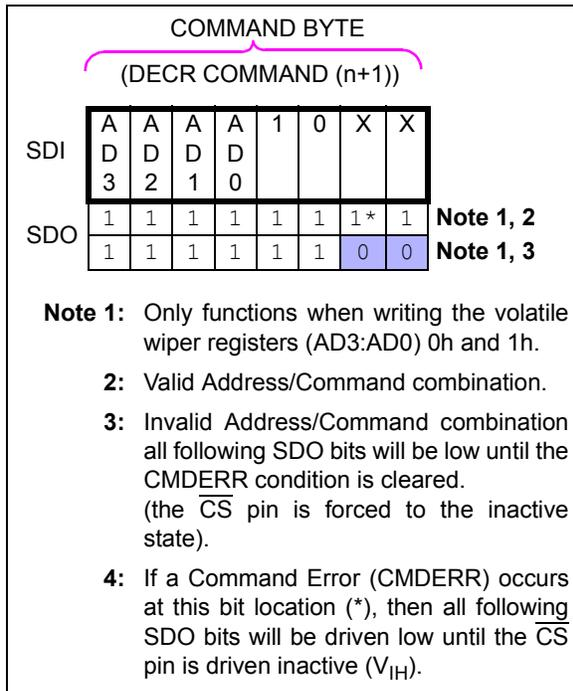 COMMAND BYTE
(DECR COMMAND (n+1))
SDI AD3 AD2 AD1 AD0 1 0 X X
SDO 1 1 1 1 1 1 1* 1 Note 1, 2
1 1 1 1 1 1 0 0 Note 1, 3
Note 1: Only functions when writing the volatile
wiper registers (AD3:AD0) 0h and 1h.
2: Valid Address/Command combination.
3: Invalid Address/Command combination
all following SDO bits will be low until the
CMDERR condition is cleared.
(the CS pin is forced to the inactive
state).
4: If a Command Error (CMDERR) occurs
at this bit location (*), then all following
SDO bits will be driven low until the CS
pin is driven inactive (VIH).